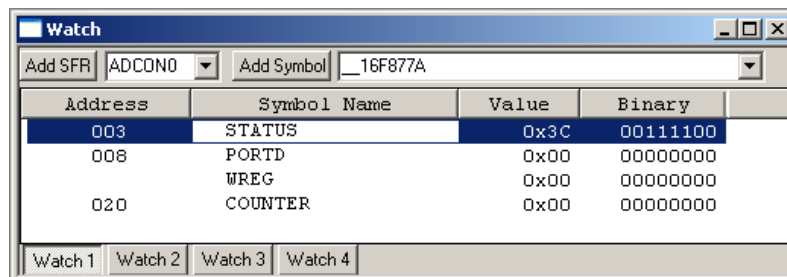 Watch
Add SFR ADCON0 Add Symbol __16F877A
Address Symbol Name Value Binary
003 STATUS 0x3C 00111100
008 PORTD 0x00 00000000
WREG 0x00 00000000
020 COUNTER 0x00 00000000
Watch 1 Watch 2 Watch 3 Watch 4